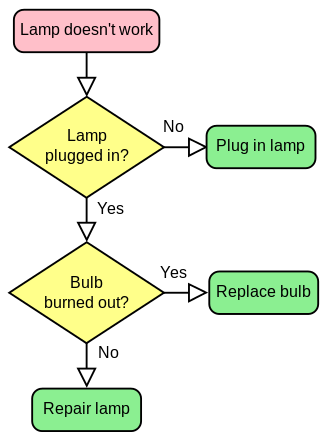 Lamp doesn't work
Lamp
plugged in?
No
Plug in lamp
Yes
Bulb
burned out?
Yes
Replace bulb
No
Repair lamp